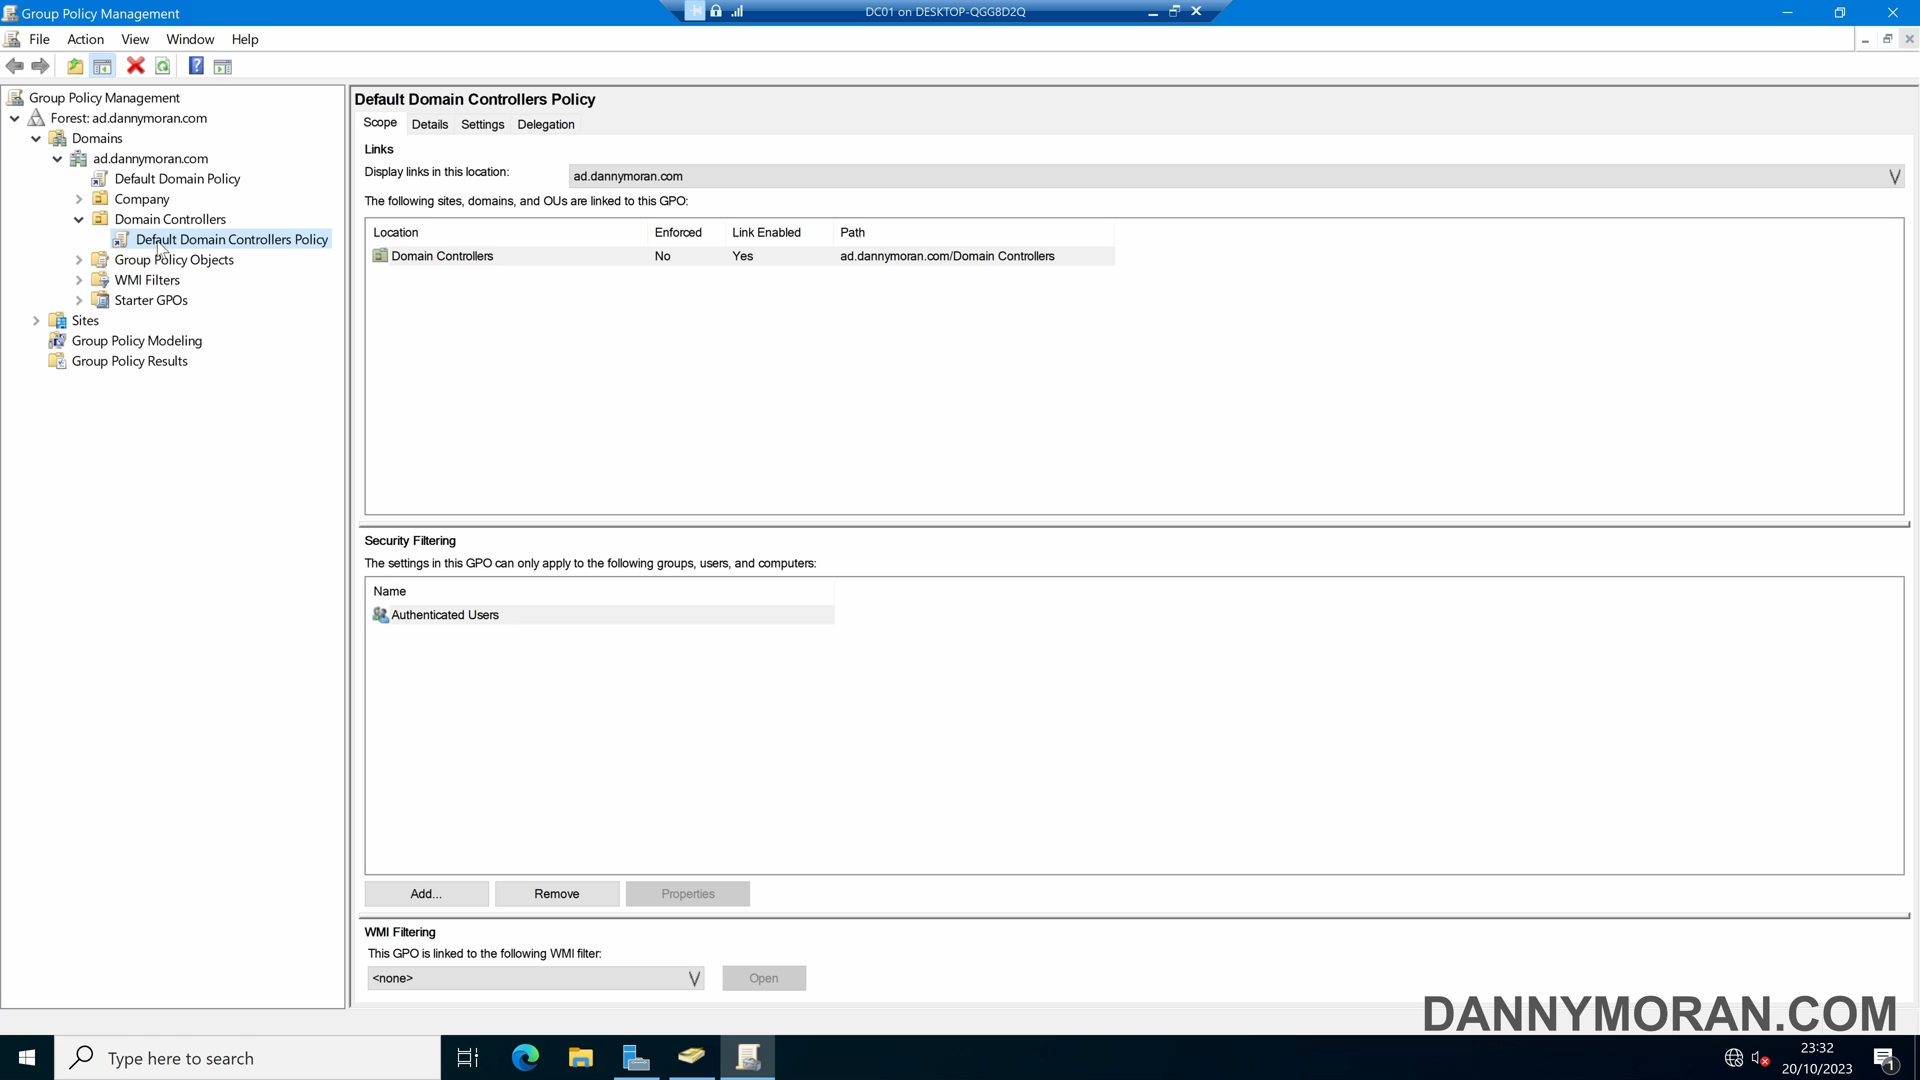 Group Policy Management
DC01 on DESKTOP-QGG8D2Q
File Action View Window Help
Group Policy Management
Forest: ad.dannymoran.com
Domains
ad.dannymoran.com
Default Domain Policy
Company
Domain Controllers
Default Domain Controllers Policy
Group Policy Objects
WMI Filters
Starter GPOs
Sites
Group Policy Modeling
Group Policy Results
Default Domain Controllers Policy
Scope Details Settings Delegation
Links
Display links in this location: ad.dannymoran.com
The following sites, domains, and OUs are linked to this GPO:
Location Enforced Link Enabled Path
Domain Controllers No Yes ad.dannymoran.com/Domain Controllers
Security Filtering
The settings in this GPO can only apply to the following groups, users, and computers:
Name
Authenticated Users
Add... Remove Properties
WMI Filtering
This GPO is linked to the following WMI filter:
<none> Open
DANNYMORAN.COM
Type here to search
23:32
20/10/2023
1